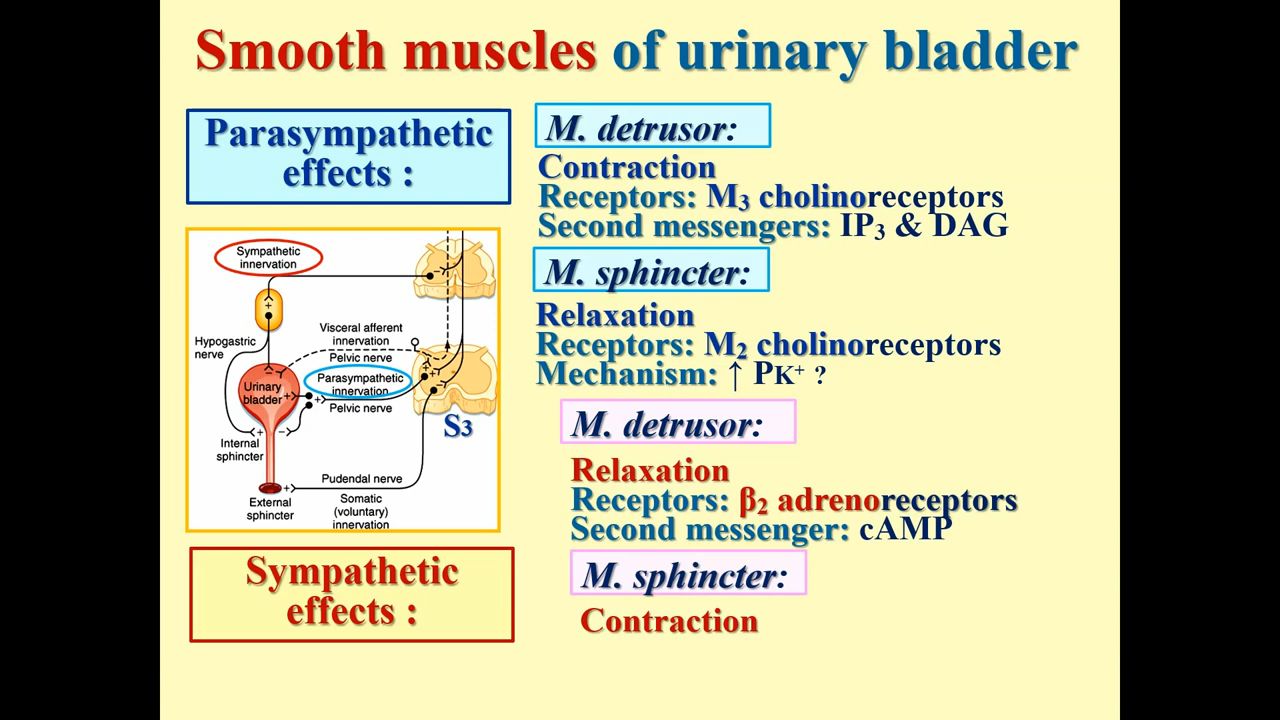 Smooth muscles of urinary bladder
Parasympathetic
effects :
M. detrusor:
Contraction
Receptors: M₃ cholinoreceptors
Second messengers: IP₃ & DAG
M. sphincter:
Relaxation
Receptors: M₂ cholinoreceptors
Mechanism: ↑ PK⁺ ?
Sympathetic
innervation
+
−
Hypogastric
nerve
Visceral afferent
innervation
Pelvic nerve
Parasympathetic
innervation
Pelvic nerve
Urinary
bladder
−
+
+
+
−
+
+
−
−
S3
Internal
sphincter
Pudendal nerve
+
External
sphincter
Somatic
(voluntary)
innervation
M. detrusor:
Relaxation
Receptors: β₂ adrenoreceptors
Second messenger: cAMP
Sympathetic
effects :
M. sphincter:
Contraction